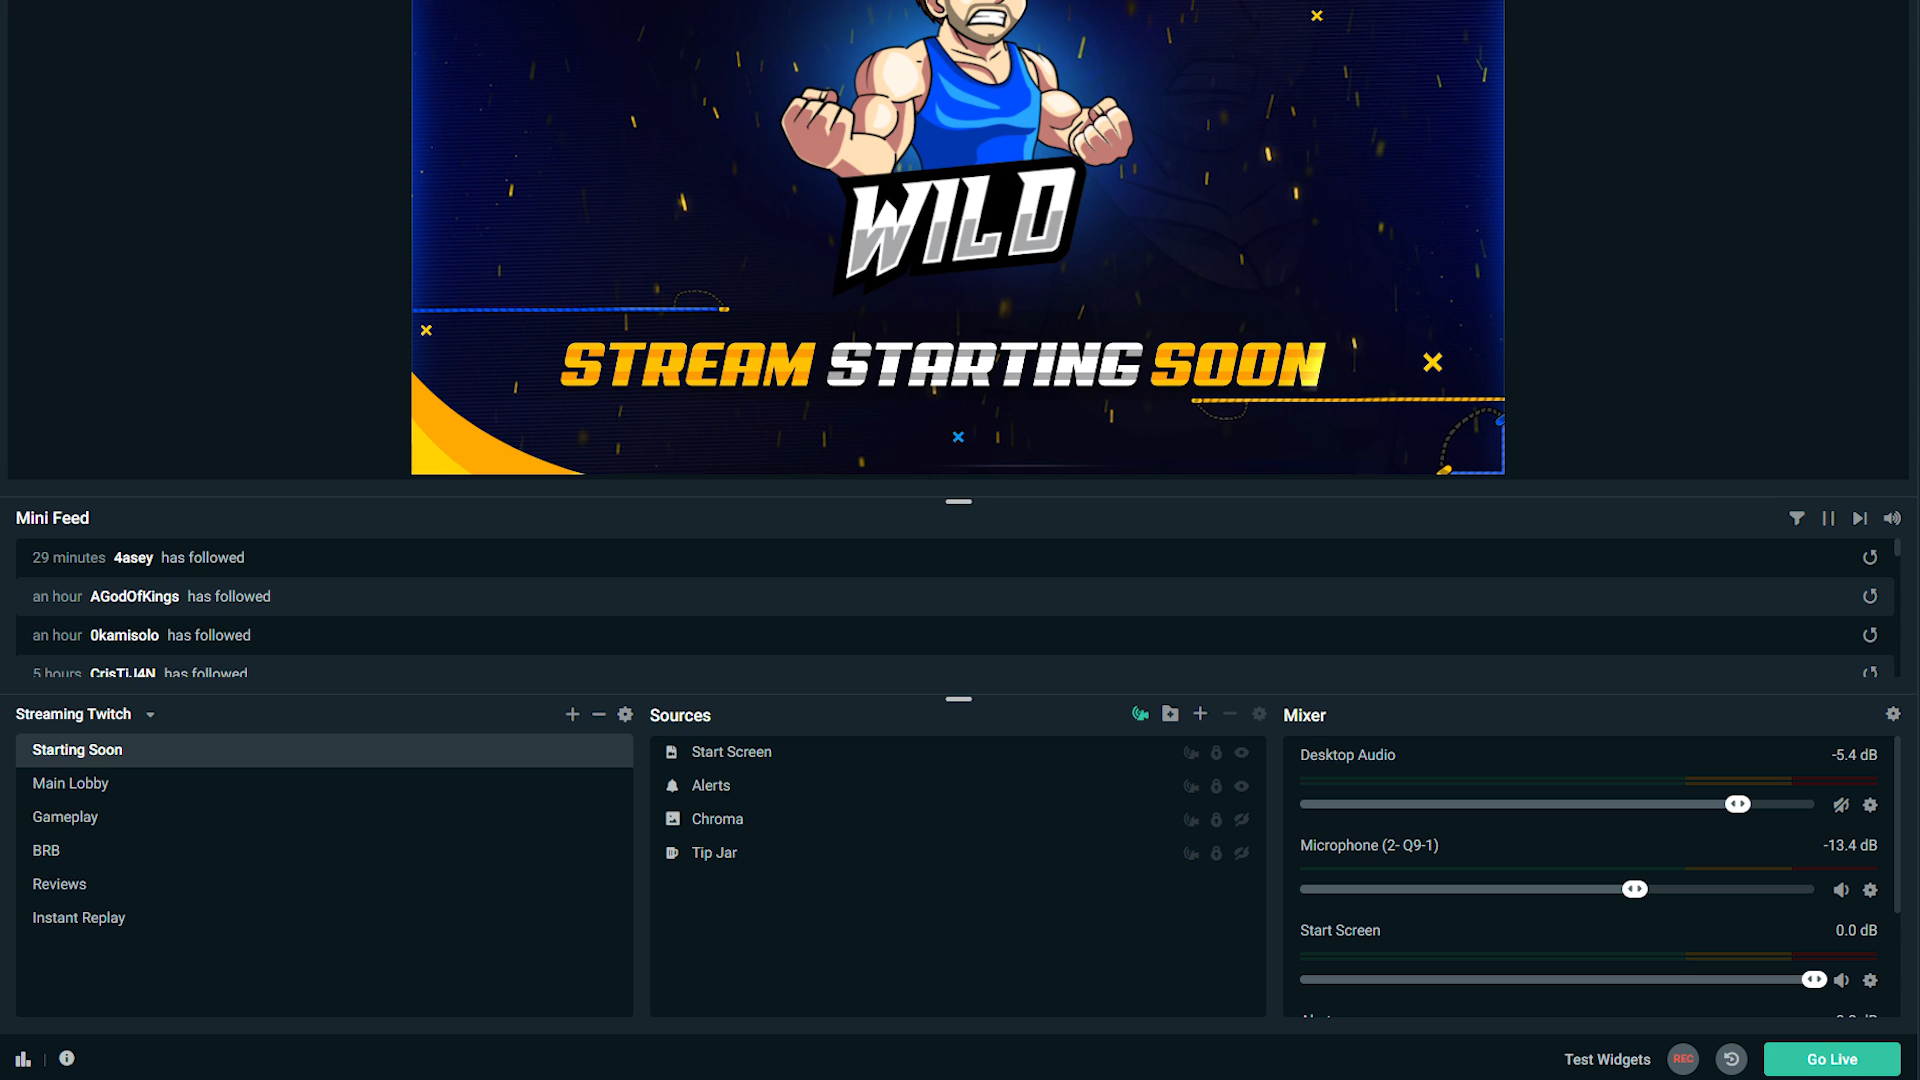 WILD
STREAM STARTING SOON
Mini Feed
29 minutes 4asey has followed
an hour AGodOfKings has followed
an hour 0kamisolo has followed
5 hours CrisTiJ4N has followed
Streaming Twitch
Starting Soon
Main Lobby
Gameplay
BRB
Reviews
Instant Replay
Sources
Start Screen
Alerts
Chroma
Tip Jar
Mixer
Desktop Audio -5.4 dB
Microphone (2- Q9-1) -13.4 dB
Start Screen 0.0 dB
Test Widgets
REC
Go Live